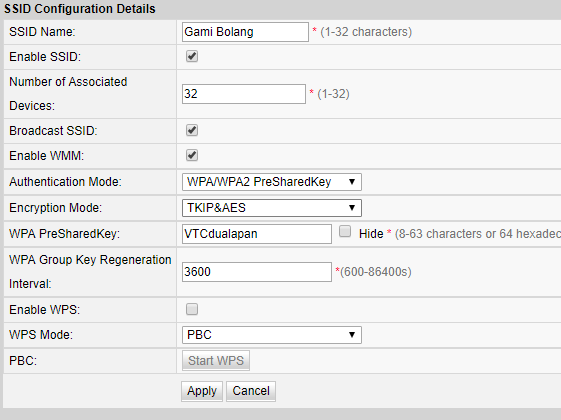 SSID Configuration Details
SSID Name: Gami Bolang * (1-32 characters)
Enable SSID:
Number of Associated
Devices: 32 * (1-32)
Broadcast SSID:
Enable WMM:
Authentication Mode: WPA/WPA2 PreSharedKey
Encryption Mode: TKIP&AES
WPA PreSharedKey: VTCdualapan Hide * (8-63 characters or 64 hexadec
WPA Group Key Regeneration
Interval: 3600 *(600-86400s)
Enable WPS:
WPS Mode: PBC
PBC: Start WPS
Apply Cancel